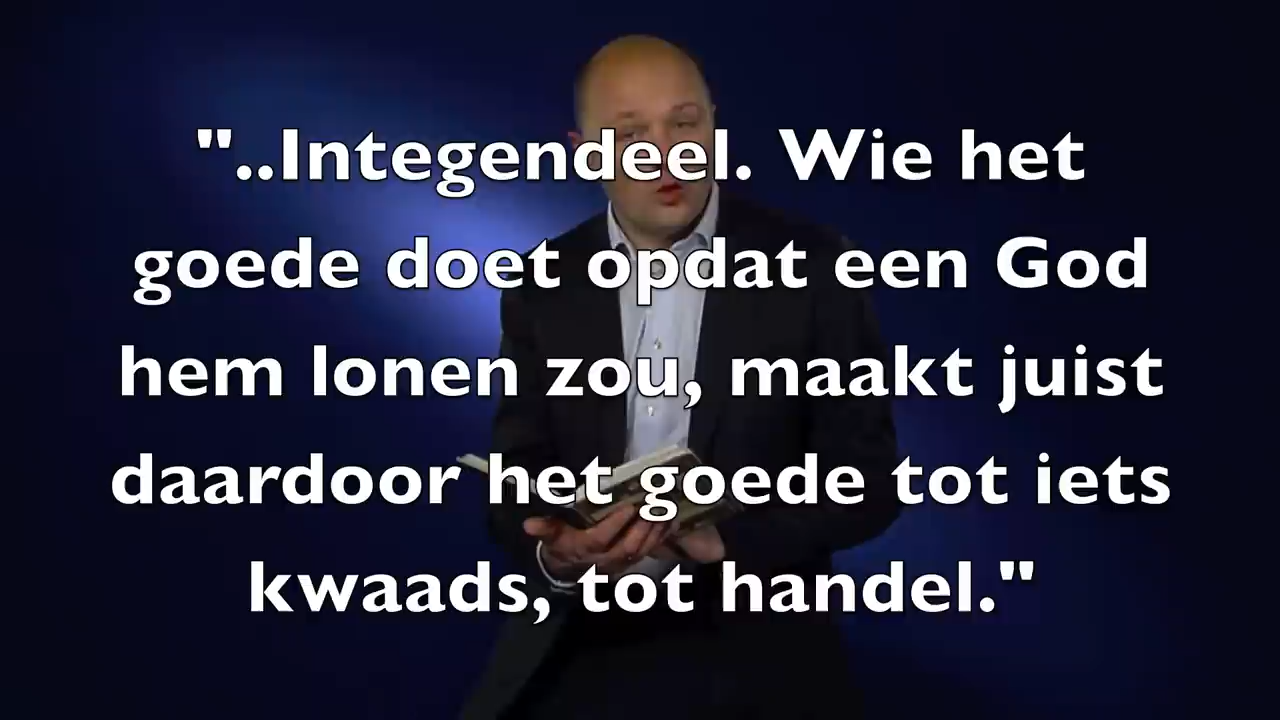 "..Integendeel. Wie het
goede doet opdat een God
hem lonen zou, maakt juist
daardoor het goede tot iets
kwaads, tot handel."